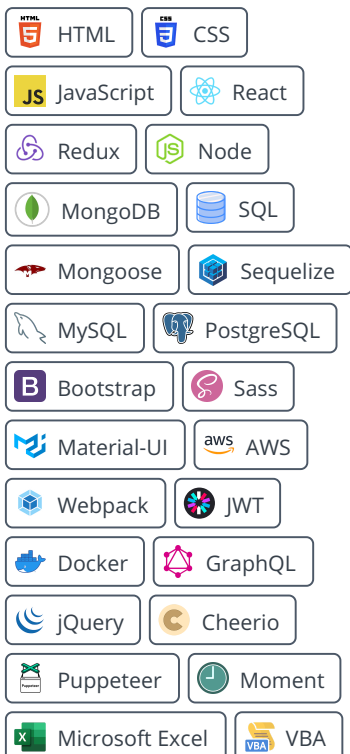 HTML CSS
JavaScript React
Redux Node
MongoDB SQL
Mongoose Sequelize
MySQL PostgreSQL
Bootstrap Sass
Material-UI AWS
Webpack JWT
Docker GraphQL
jQuery Cheerio
Puppeteer Moment
Microsoft Excel VBA